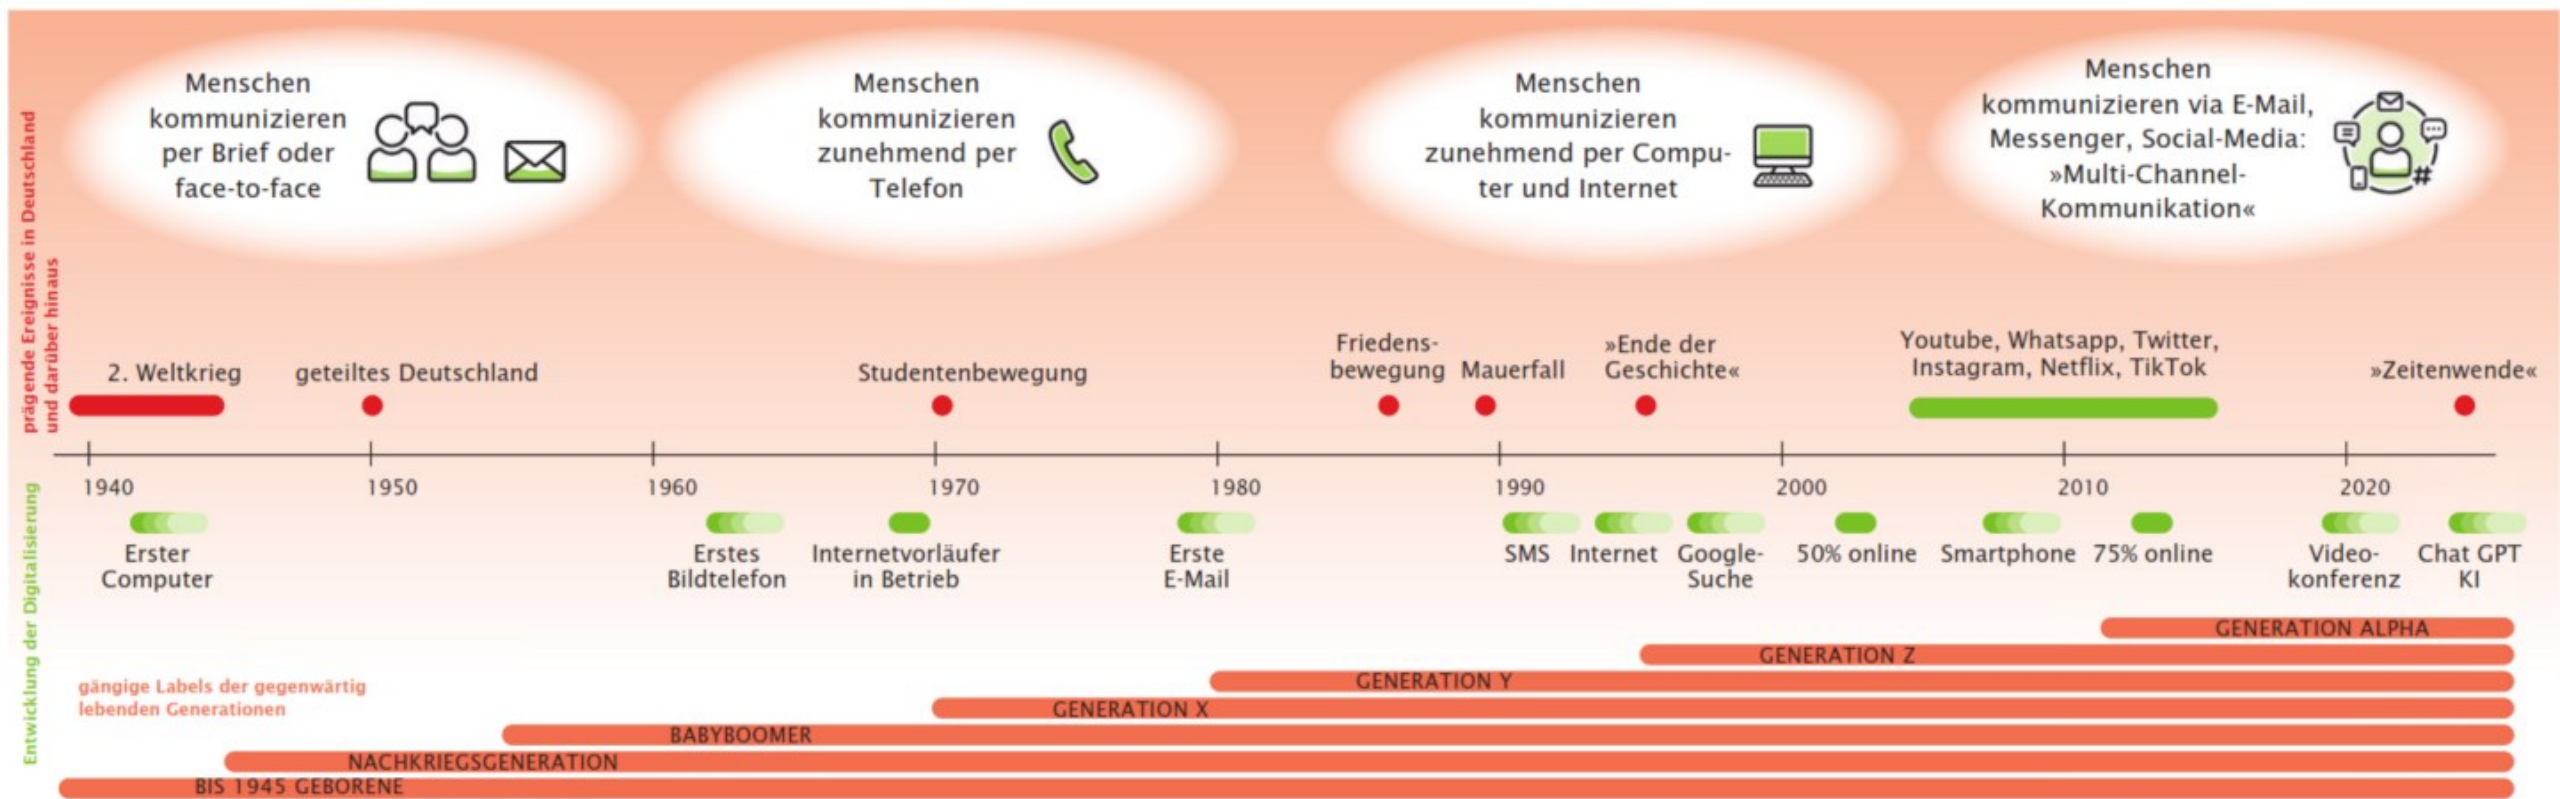 Menschen
kommunizieren
per Brief oder
face-to-face
Menschen
kommunizieren
zunehmend per
Telefon
Menschen
kommunizieren
zunehmend per Compu-
ter und Internet
Menschen
kommunizieren via E-Mail,
Messenger, Social-Media:
»Multi-Channel-
Kommunikation«
#
prägende Ereignisse in Deutschland
und darüber hinaus
2. Weltkrieg
geteiltes Deutschland
Studentenbewegung
Friedens-
bewegung
Mauerfall
»Ende der
Geschichte«
Youtube, Whatsapp, Twitter,
Instagram, Netflix, TikTok
»Zeitenwende«
1940
1950
1960
1970
1980
1990
2000
2010
2020
Entwicklung der Digitalisierung
Erster
Computer
Erstes
Bildtelefon
Internetvorläufer
in Betrieb
Erste
E-Mail
SMS
Internet
Google-
Suche
50% online
Smartphone
75% online
Video-
konferenz
Chat GPT
KI
gängige Labels der gegenwärtig
lebenden Generationen
GENERATION ALPHA
GENERATION Z
GENERATION Y
GENERATION X
BABYBOOMER
NACHKRIEGSGENERATION
BIS 1945 GEBORENE